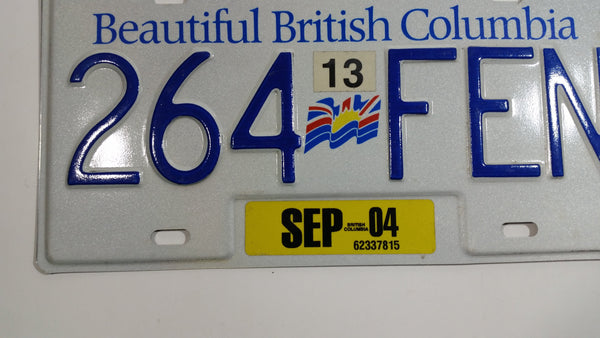 Beautiful British Columbia
13
264 FEN
SEP BRITISH COLUMBIA 04
62337815